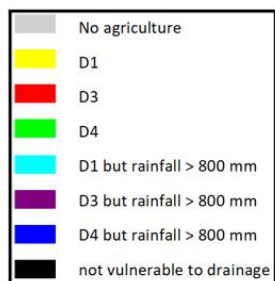 No agriculture
D1
D3
D4
D1 but rainfall > 800 mm
D3 but rainfall > 800 mm
D4 but rainfall > 800 mm
not vulnerable to drainage